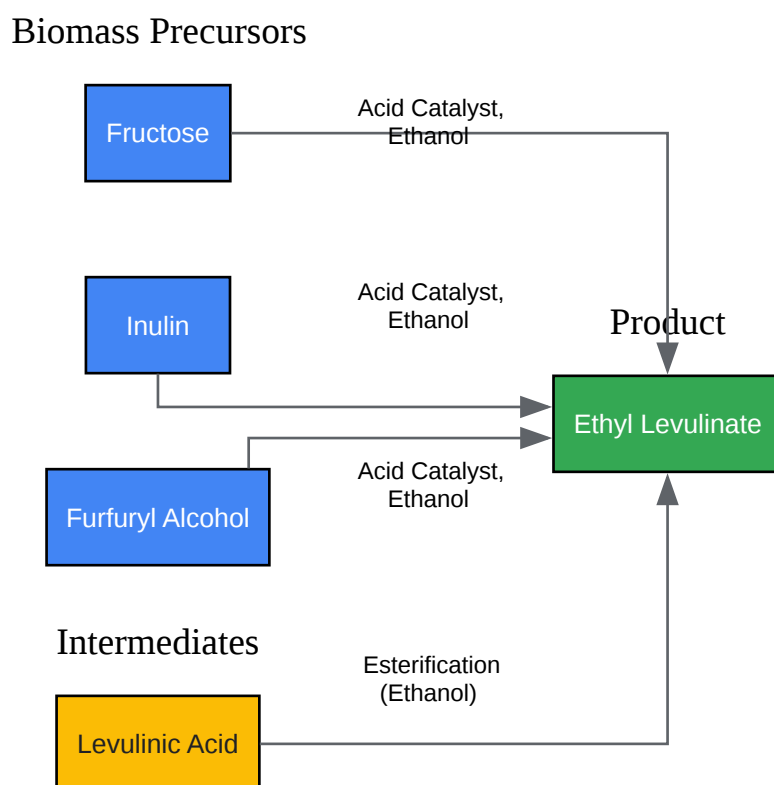 Biomass Precursors
Acid Catalyst,
Ethanol
Fructose
Acid Catalyst,
Ethanol
Inulin
Product
Ethyl Levulinate
Acid Catalyst,
Ethanol
Furfuryl Alcohol
Intermediates
Esterification
(Ethanol)
Levulinic Acid